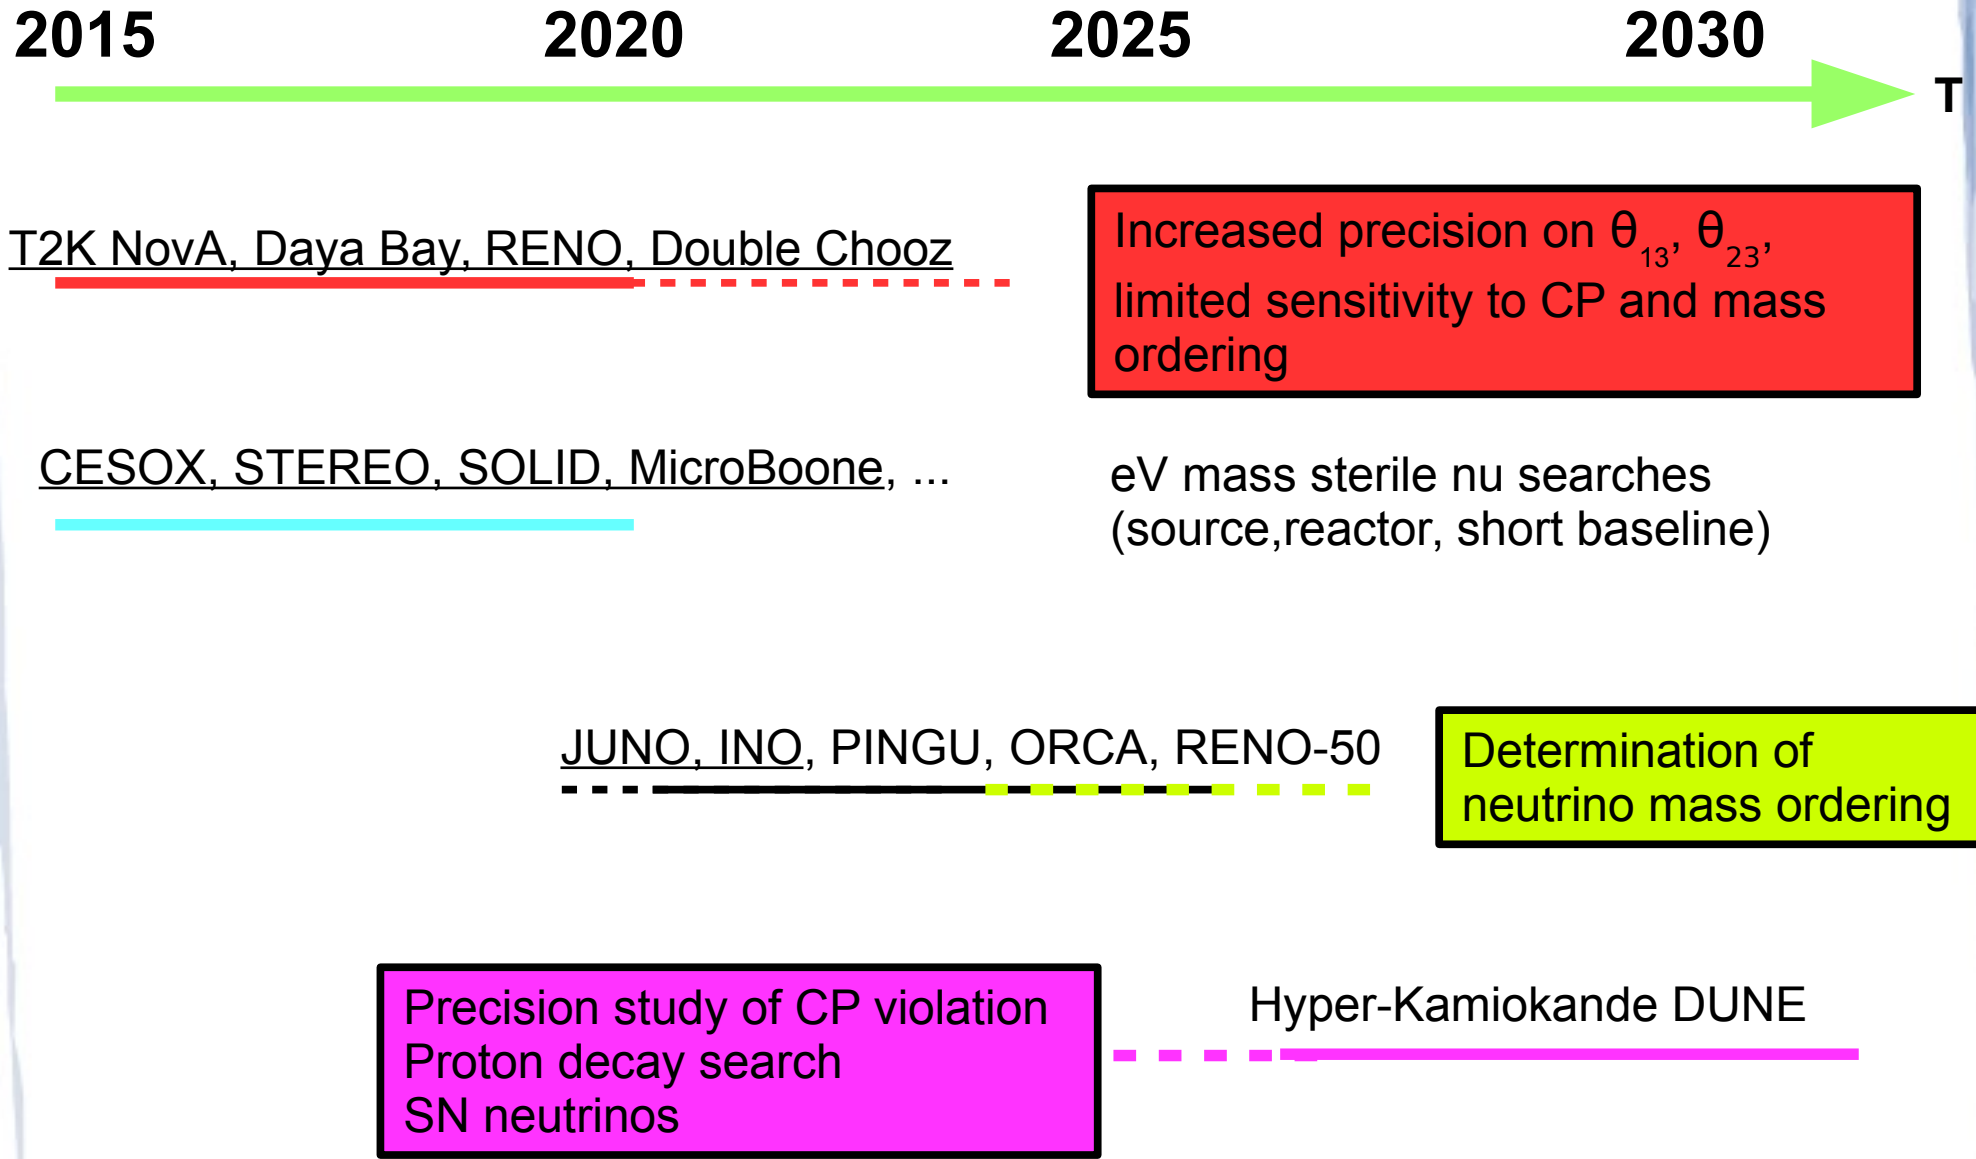 2015 2020 2025 2030
T
T2K NovA, Daya Bay, RENO, Double Chooz
Increased precision on θ13, θ23,
limited sensitivity to CP and mass
ordering
CESOX, STEREO, SOLID, MicroBoone, ...
eV mass sterile nu searches
(source,reactor, short baseline)
JUNO, INO, PINGU, ORCA, RENO-50
Determination of
neutrino mass ordering
Precision study of CP violation
Proton decay search
SN neutrinos
Hyper-Kamiokande DUNE